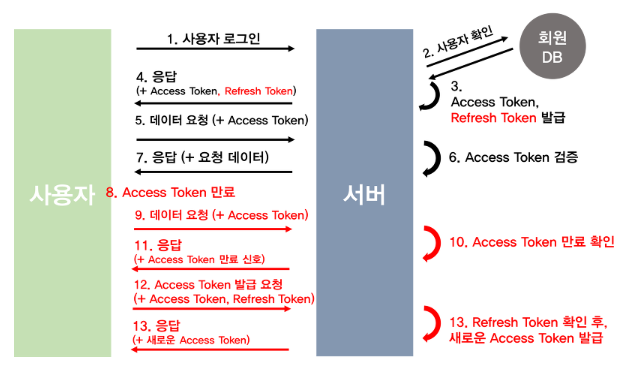 1. 사용자 로그인
2. 사용자 확인
회원
DB
4. 응답
(+ Access Token, Refresh Token)
3.
Access Token,
Refresh Token 발급
5. 데이터 요청 (+ Access Token)
7. 응답 (+ 요청 데이터)
6. Access Token 검증
사용자
8. Access Token 만료
서버
9. 데이터 요청 (+ Access Token)
11. 응답
(+ Access Token 만료 신호)
10. Access Token 만료 확인
12. Access Token 발급 요청
(+ Access Token, Refresh Token)
13. 응답
(+ 새로운 Access Token)
13. Refresh Token 확인 후,
새로운 Access Token 발급